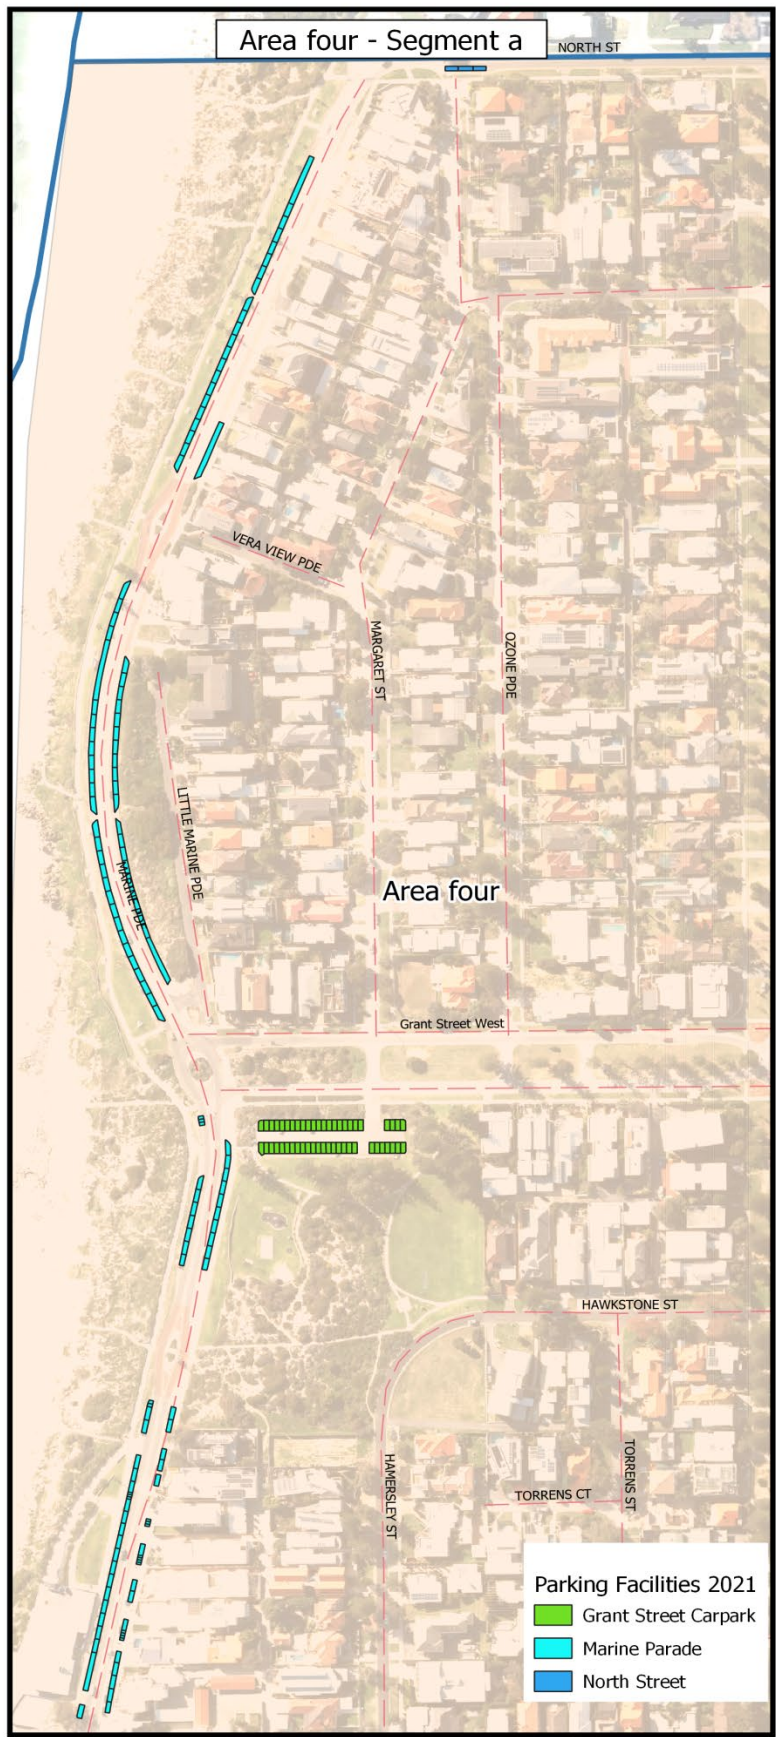 Area four - Segment a
NORTH ST
VERA VIEW PDE
MARGARET ST
OZONE PDE
LITTLE MARINE PDE
MARINE PDE
Area four
Grant Street West
HAWKSTONE ST
HAMERSLEY ST
TORRENS ST
TORRENS CT
Parking Facilities 2021
Grant Street Carpark
Marine Parade
North Street